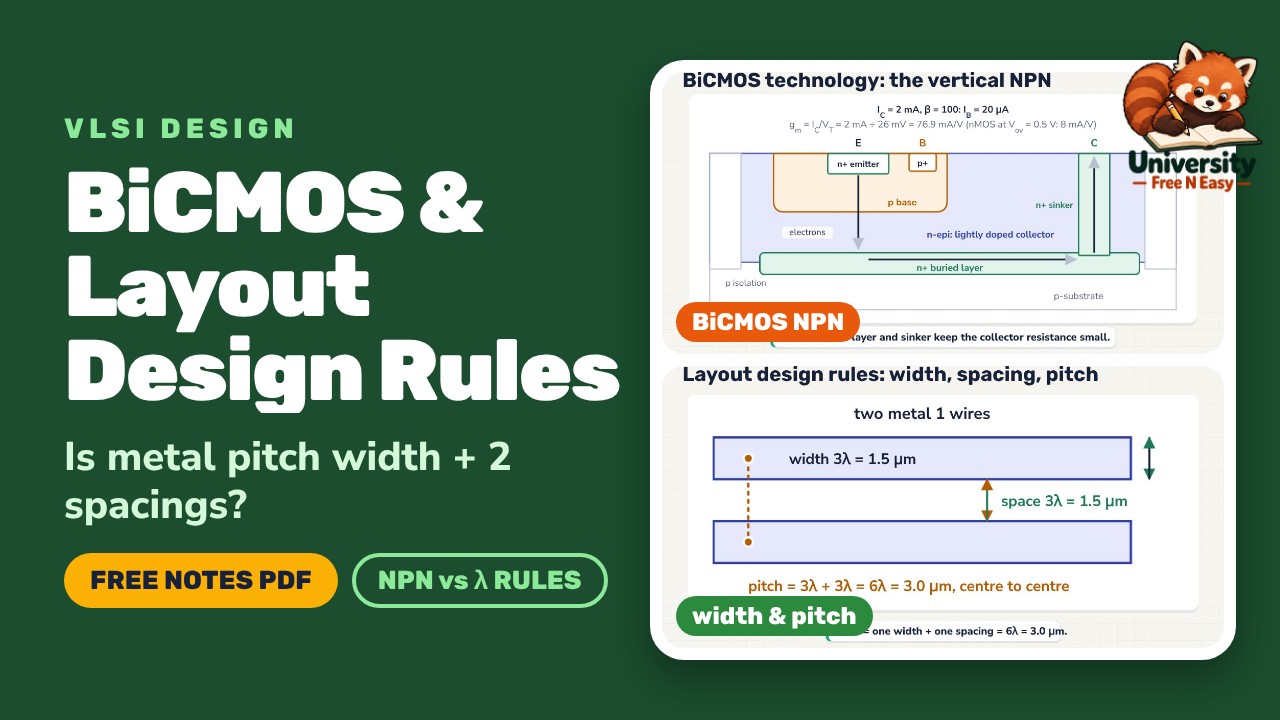 VLSI DESIGN
BiCMOS &
Layout
Design Rules
Is metal pitch width + 2
spacings?
FREE NOTES PDF
NPN vs λ RULES
BiCMOS technology: the vertical NPN
I_C = 2 mA, β = 100: I_B = 20 μA
g_m = I_C/V_T = 2 mA ÷ 26 mV = 76.9 mA/V (nMOS at V_ov = 0.5 V: 8 mA/V)
E B C
n+ emitter p+
p base
n+ sinker
electrons
n-epi: lightly doped collector
n+ buried layer
p isolation
p-substrate
BiCMOS NPN
layer and sinker keep the collector resistance small.
Layout design rules: width, spacing, pitch
two metal 1 wires
width 3λ = 1.5 μm
space 3λ = 1.5 μm
pitch = 3λ + 3λ = 6λ = 3.0 μm, centre to centre
width & pitch
= one width + one spacing = 6λ = 3.0 μm.
University
Free N Easy